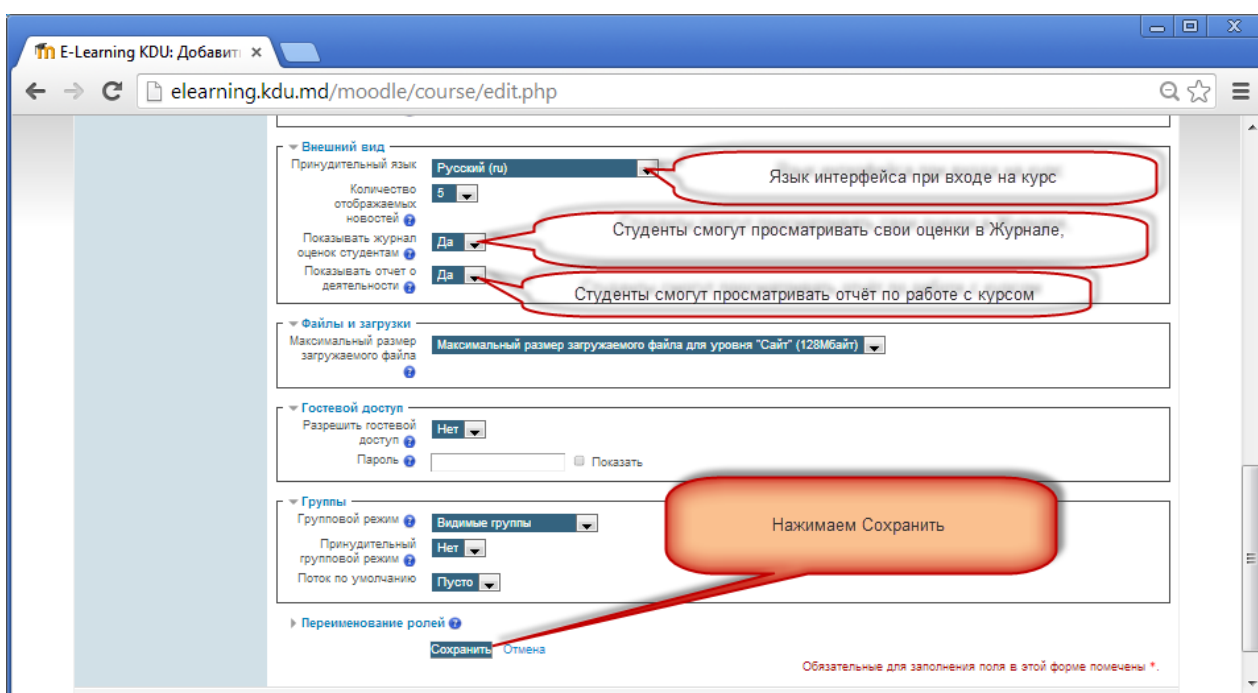 E-Learning KDU: Добавит
elearning.kdu.md/moodle/course/edit.php
Внешний вид
Принудительный язык
Русский (ru)
Язык интерфейса при входе на курс
Количество
отображаемых
новостей
5
Показывать журнал
оценок студентам
Да
Студенты смогут просматривать свои оценки в Журнале,
Показывать отчет о
деятельности
Да
Студенты смогут просматривать отчёт по работе с курсом
Файлы и загрузки
Максимальный размер
загружаемого файла
Максимальный размер загружаемого файла для уровня "Сайт" (128Мбайт)
Гостевой доступ
Разрешить гостевой
доступ
Нет
Пароль
Показать
Группы
Групповой режим
Видимые группы
Нажимаем Сохранить
Принудительный
групповой режим
Нет
Поток по умолчанию
Пусто
Переименование ролей
Сохранить Отмена
Обязательные для заполнения поля в этой форме помечены *.